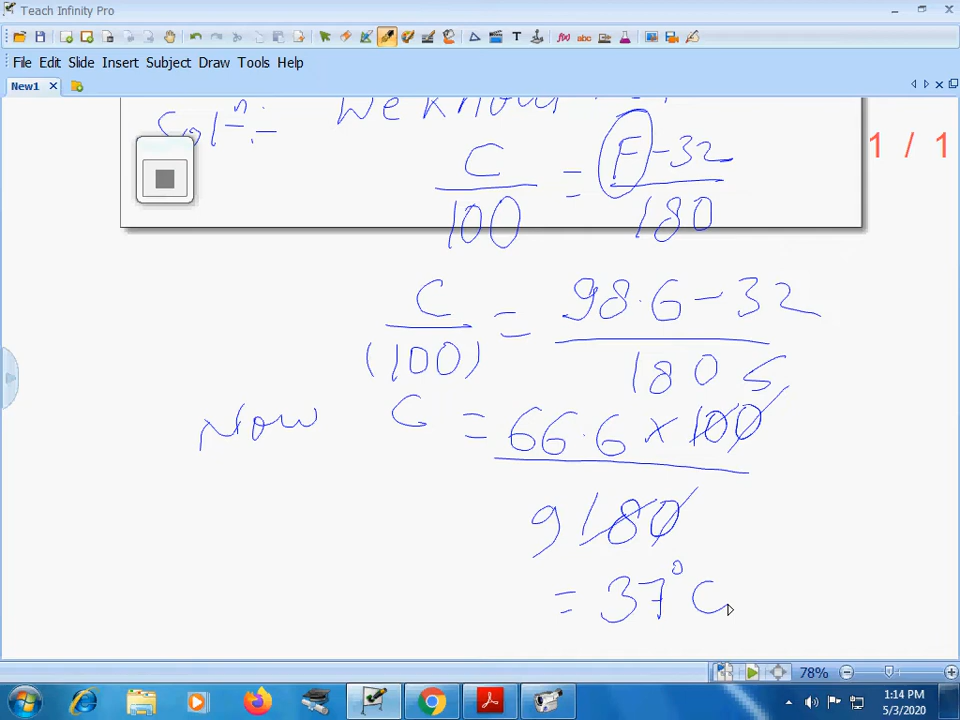 Teach Infinity Pro
File Edit Slide Insert Subject Draw Tools Help
New1
Solⁿ:- We know
C/100 = F-32/180
1 / 1
C/(100) = 98.6-32/180
5
Now C = 66.6×100/180
9
= 37°C
78%
1:14 PM
5/3/2020